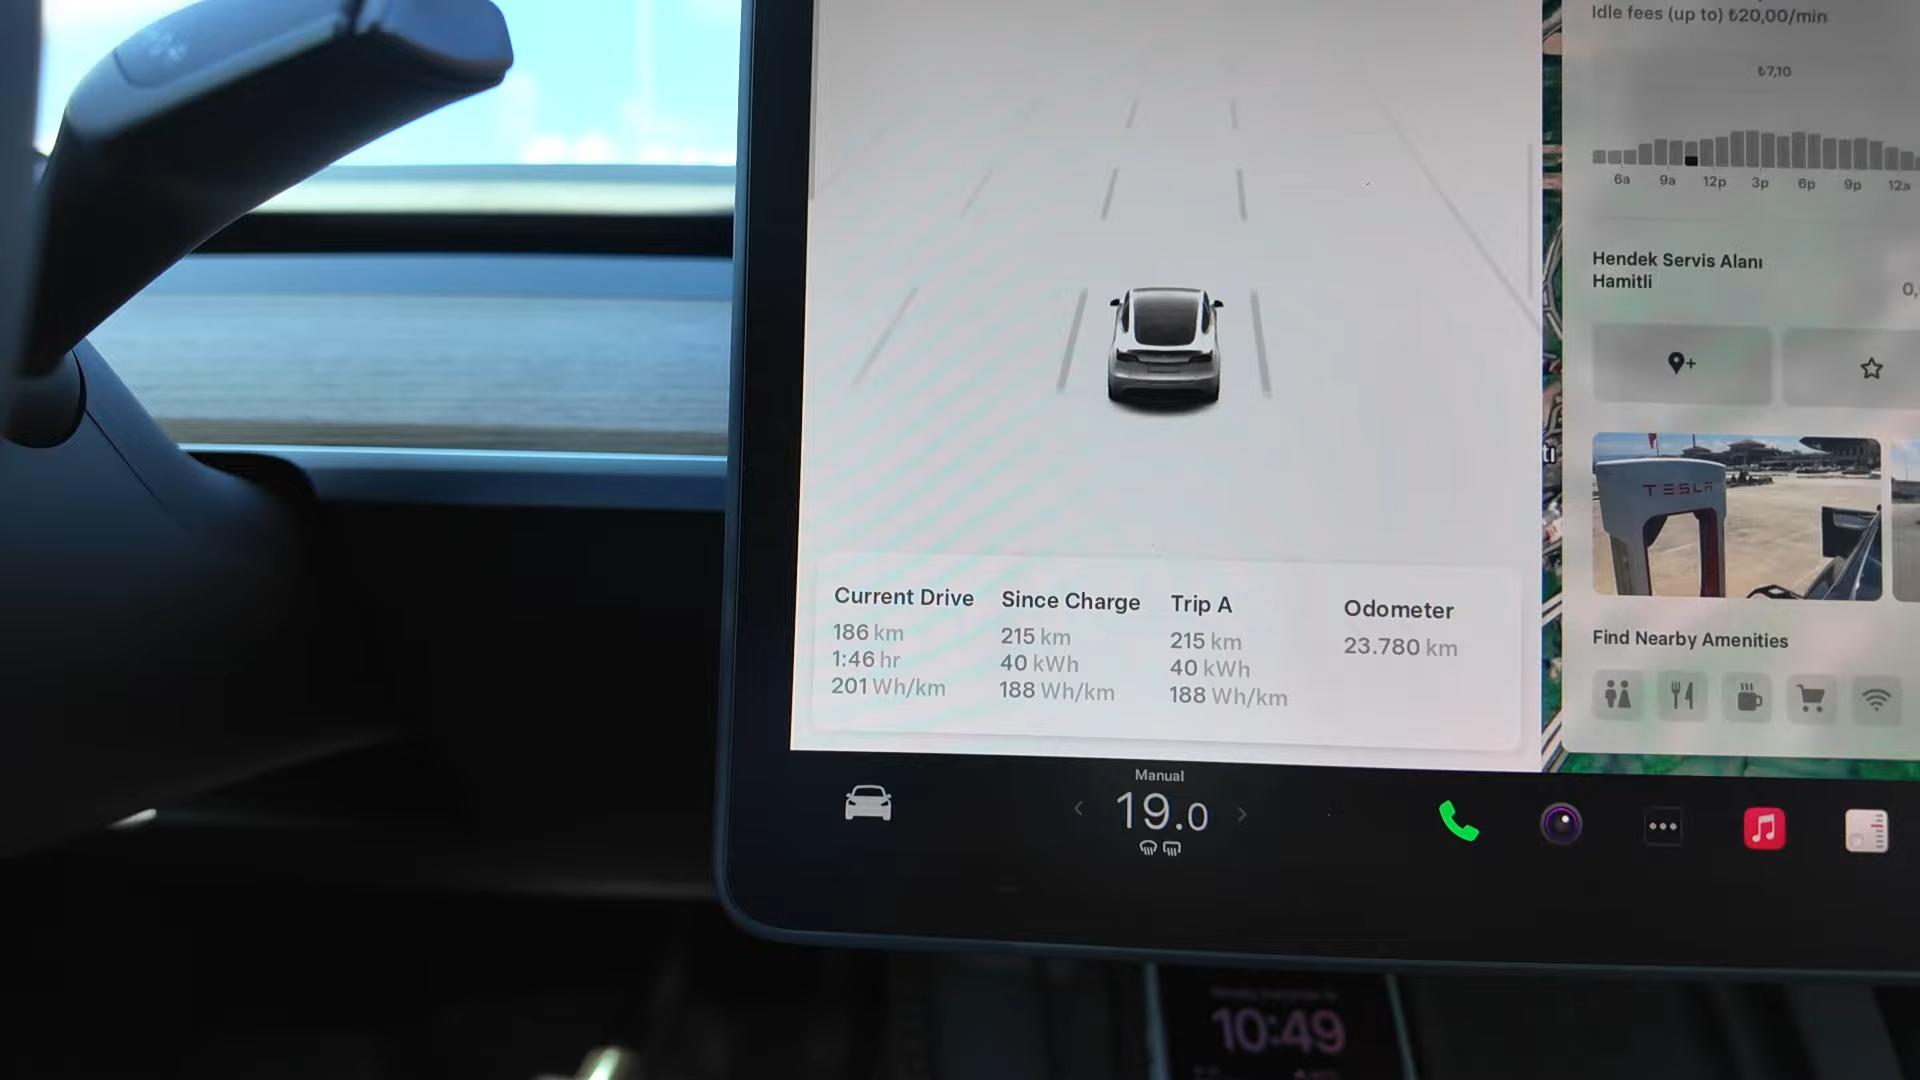 Idle fees (up to) ₺20,00/min
₺7,10
6a 9a 12p 3p 6p 9p 12a
Hendek Servis Alanı
Hamitli
0,
TESLA
Find Nearby Amenities
Current Drive
186 km
1:46 hr
201 Wh/km
Since Charge
215 km
40 kWh
188 Wh/km
Trip A
215 km
40 kWh
188 Wh/km
Odometer
23.780 km
Manual
19.0
10:49